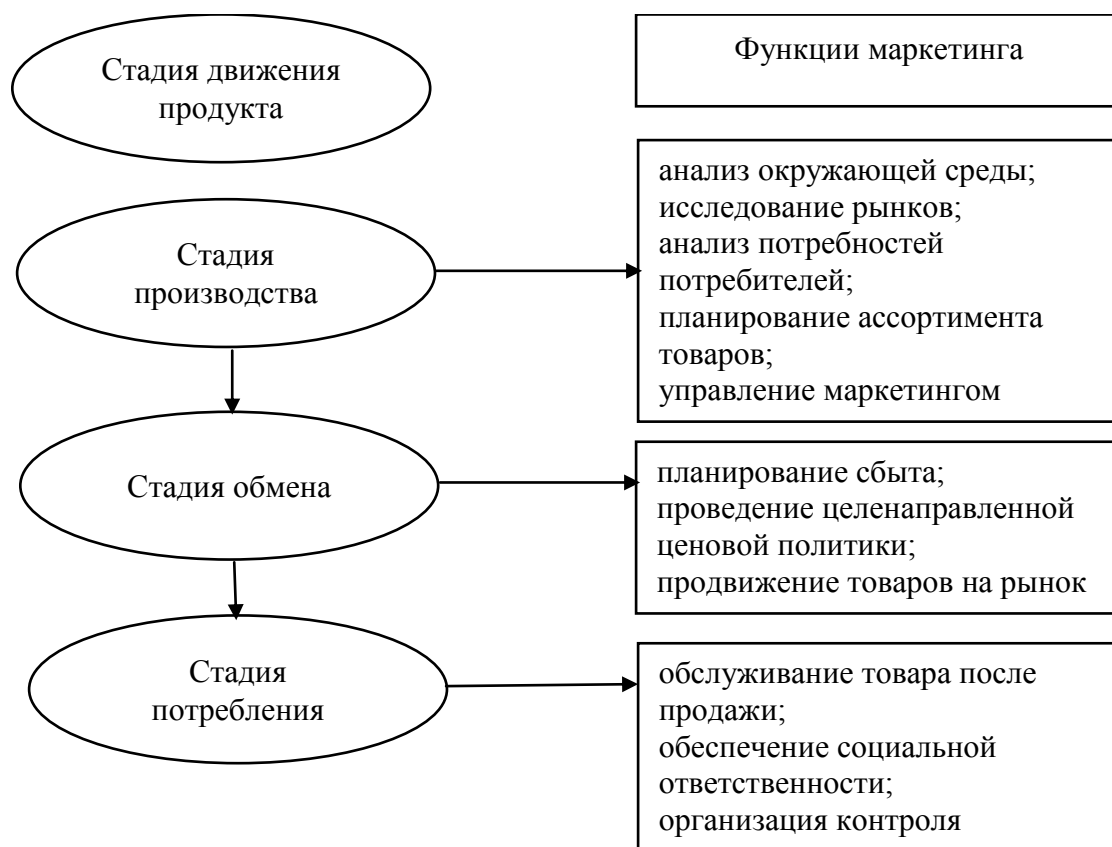 Стадия движения
продукта
Функции маркетинга
Стадия
производства
анализ окружающей среды;
исследование рынков;
анализ потребностей
потребителей;
планирование ассортимента
товаров;
управление маркетингом
Стадия обмена
планирование сбыта;
проведение целенаправленной
ценовой политики;
продвижение товаров на рынок
Стадия
потребления
обслуживание товара после
продажи;
обеспечение социальной
ответственности;
организация контроля